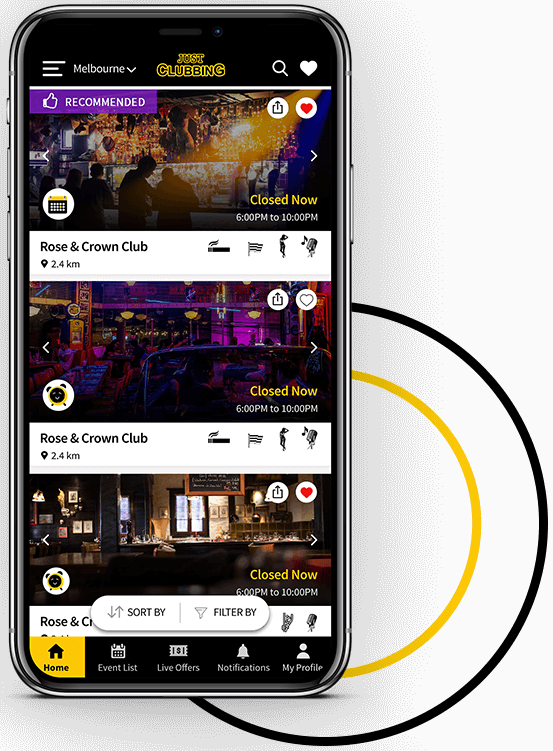 Melbourne
JUST
CLUBBING
RECOMMENDED
Closed Now
6:00PM to 10:00PM
Rose & Crown Club
2.4 km
Closed Now
6:00PM to 10:00PM
Rose & Crown Club
2.4 km
Closed Now
6:00PM to 10:00PM
Rose & C
SORT BY
FILTER BY
Home
Event List
Live Offers
Notifications
My Profile